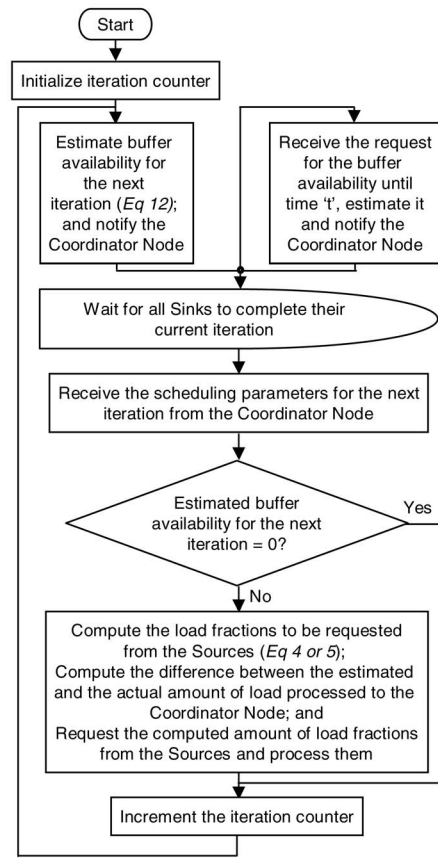 Start
Initialize iteration counter
Estimate buffer
availability for
the next
iteration (Eq 12);
and notify the
Coordinator Node
Receive the request
for the buffer
availability until
time ‘t’, estimate it
and notify the
Coordinator Node
Wait for all Sinks to complete their
current iteration
Receive the scheduling parameters for the next
iteration from the Coordinator Node
Estimated buffer
availability for the next
iteration = 0?
Yes
No
Compute the load fractions to be requested
from the Sources (Eq 4 or 5);
Compute the difference between the estimated
and the actual amount of load processed to the
Coordinator Node; and
Request the computed amount of load fractions
from the Sources and process them
Increment the iteration counter